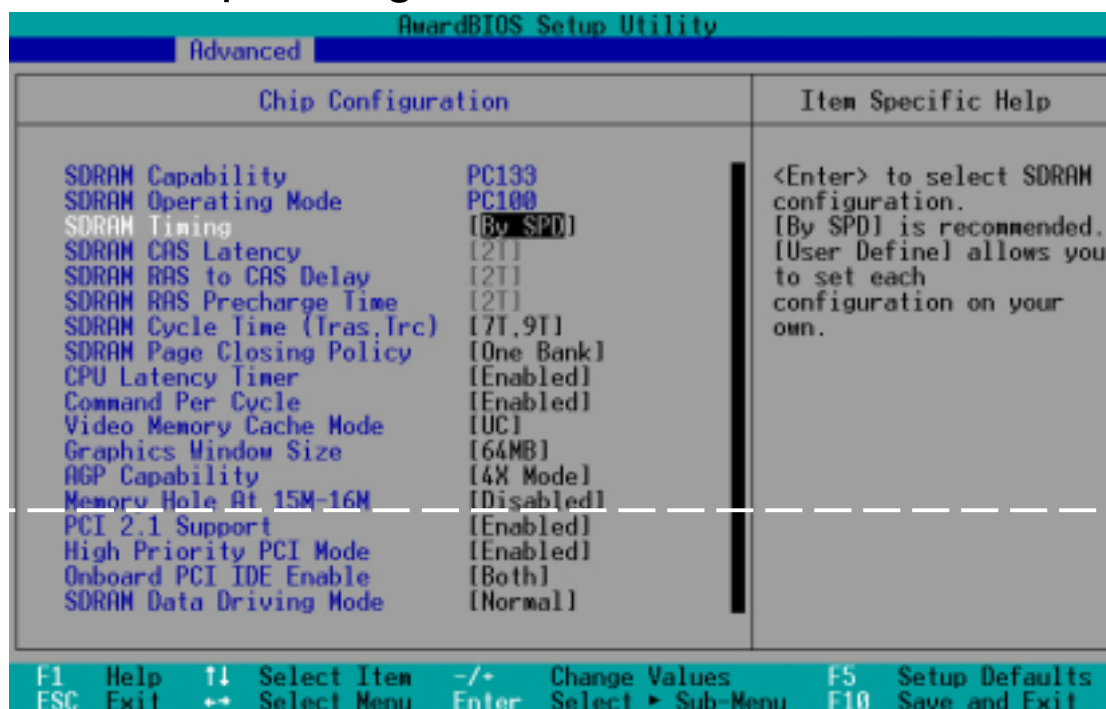 AwardBIOS Setup Utility
Advanced
Chip Configuration
Item Specific Help
SDRAM Capability PC133
SDRAM Operating Mode PC100
SDRAM Timing [By SPD]
SDRAM CAS Latency [2T]
SDRAM RAS to CAS Delay [2T]
SDRAM RAS Precharge Time [2T]
SDRAM Cycle Time (Tras,Trc) [7T,9T]
SDRAM Page Closing Policy [One Bank]
CPU Latency Timer [Enabled]
Command Per Cycle [Enabled]
Video Memory Cache Mode [UC]
Graphics Window Size [64MB]
AGP Capability [4X Mode]
Memory Hole At 15M-16M [Disabled]
PCI 2.1 Support [Enabled]
High Priority PCI Mode [Enabled]
Onboard PCI IDE Enable [Both]
SDRAM Data Driving Mode [Normal]
<Enter> to select SDRAM
configuration.
[By SPD] is recommended.
[User Define] allows you
to set each
configuration on your
own.
F1 Help ↑↓ Select Item -/+ Change Values F5 Setup Defaults
ESC Exit ←→ Select Menu Enter Select ► Sub-Menu F10 Save and Exit